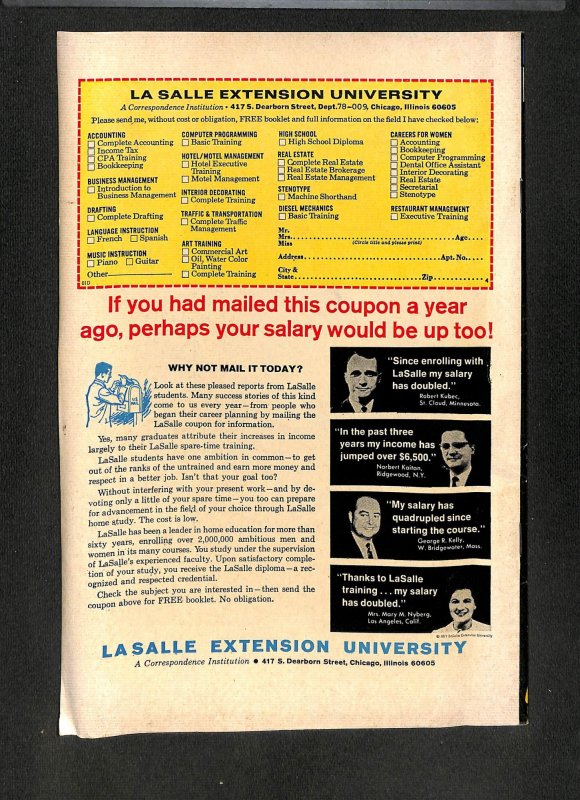 LA SALLE EXTENSION UNIVERSITY
A Correspondence Institution • 417 S. Dearborn Street, Dept. 78-009, Chicago, Illinois 60605
Please send me, without cost or obligation, FREE booklet and full information on the field I have checked below:
ACCOUNTING
Complete Accounting
Income Tax
CPA Training
Bookkeeping
BUSINESS MANAGEMENT
Introduction to
Business Management
DRAFTING
Complete Drafting
LANGUAGE INSTRUCTION
French Spanish
MUSIC INSTRUCTION
Piano Guitar
Other
01D
COMPUTER PROGRAMMING
Basic Training
HOTEL/MOTEL MANAGEMENT
Hotel Executive
Training
Motel Management
INTERIOR DECORATING
Complete Training
TRAFFIC & TRANSPORTATION
Complete Traffic
Management
ART TRAINING
Commercial Art
Oil, Water Color
Painting
Complete Training
HIGH SCHOOL
High School Diploma
REAL ESTATE
Complete Real Estate
Real Estate Brokerage
Real Estate Management
STENOTYPE
Machine Shorthand
DIESEL MECHANICS
Basic Training
CAREERS FOR WOMEN
Accounting
Bookkeeping
Computer Programming
Dental Office Assistant
Interior Decorating
Real Estate
Secretarial
Stenotype
RESTAURANT MANAGEMENT
Executive Training
Mr.
Mrs. Age
Miss (Circle title and please print)
Address Apt. No.
City &
State Zip
4
If you had mailed this coupon a year
ago, perhaps your salary would be up too!
US
MAIL
WHY NOT MAIL IT TODAY?
Look at these pleased reports from LaSalle
students. Many success stories of this kind
come to us every year—from people who
began their career planning by mailing the
LaSalle coupon for information.
Yes, many graduates attribute their increases in income
largely to their LaSalle spare-time training.
LaSalle students have one ambition in common—to get
out of the ranks of the untrained and earn more money and
respect in a better job. Isn't that your goal too?
Without interfering with your present work—and by de-
voting only a little of your spare time—you too can prepare
for advancement in the field of your choice through LaSalle
home study. The cost is low.
LaSalle has been a leader in home education for more than
sixty years, enrolling over 2,000,000 ambitious men and
women in its many courses. You study under the supervision
of LaSalle's experienced faculty. Upon satisfactory comple-
tion of your study, you receive the LaSalle diploma—a rec-
ognized and respected credential.
Check the subject you are interested in—then send the
coupon above for FREE booklet. No obligation.
"Since enrolling with
LaSalle my salary
has doubled."
Robert Kubec,
St. Cloud, Minnesota.
"In the past three
years my income has
jumped over $6,500."
Norbert Kaitan,
Ridgewood, N.Y.
"My salary has
quadrupled since
starting the course."
George R. Kelly,
W. Bridgewater, Mass.
"Thanks to LaSalle
training...my salary
has doubled."
Mrs. Mary M. Nyberg,
Los Angeles, Calif.
LA SALLE EXTENSION UNIVERSITY
A Correspondence Institution • 417 S. Dearborn Street, Chicago, Illinois 60605